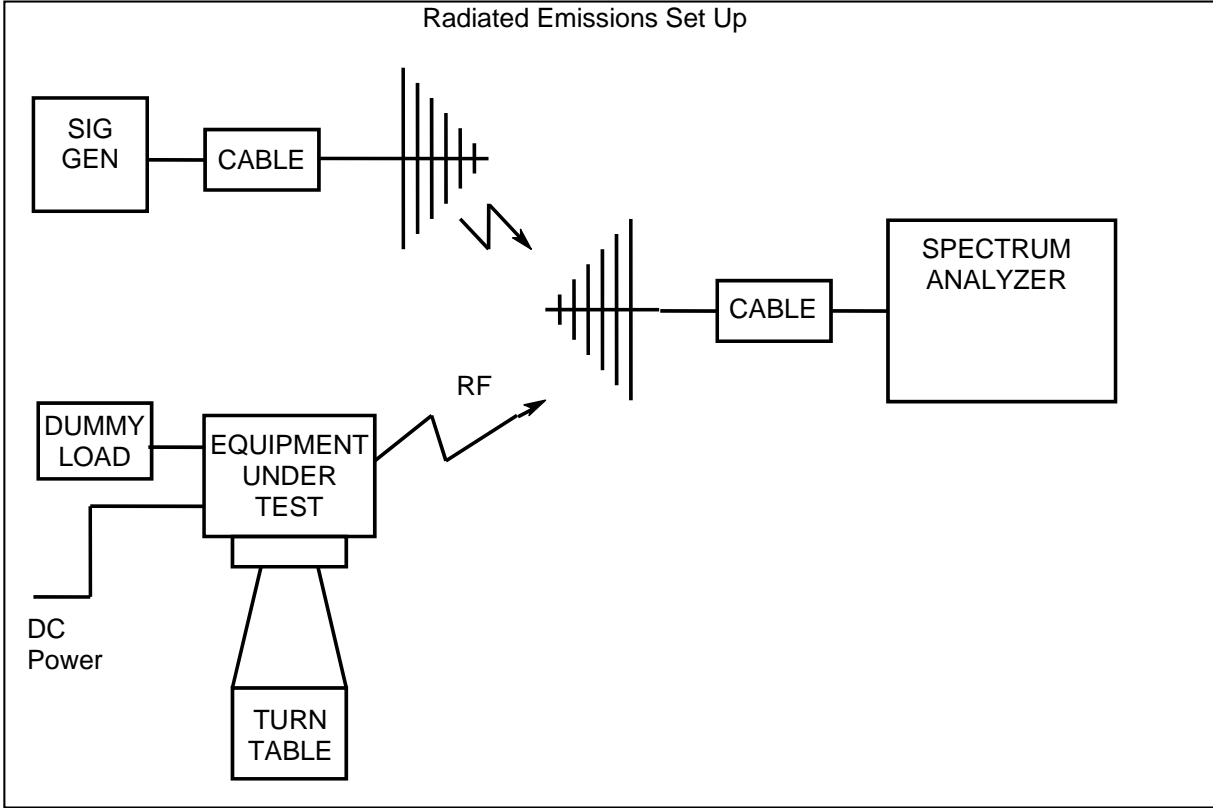 Radiated Emissions Set Up
SIG
GEN
CABLE
SPECTRUM
ANALYZER
CABLE
RF
DUMMY
LOAD
EQUIPMENT
UNDER
TEST
DC
Power
TURN
TABLE